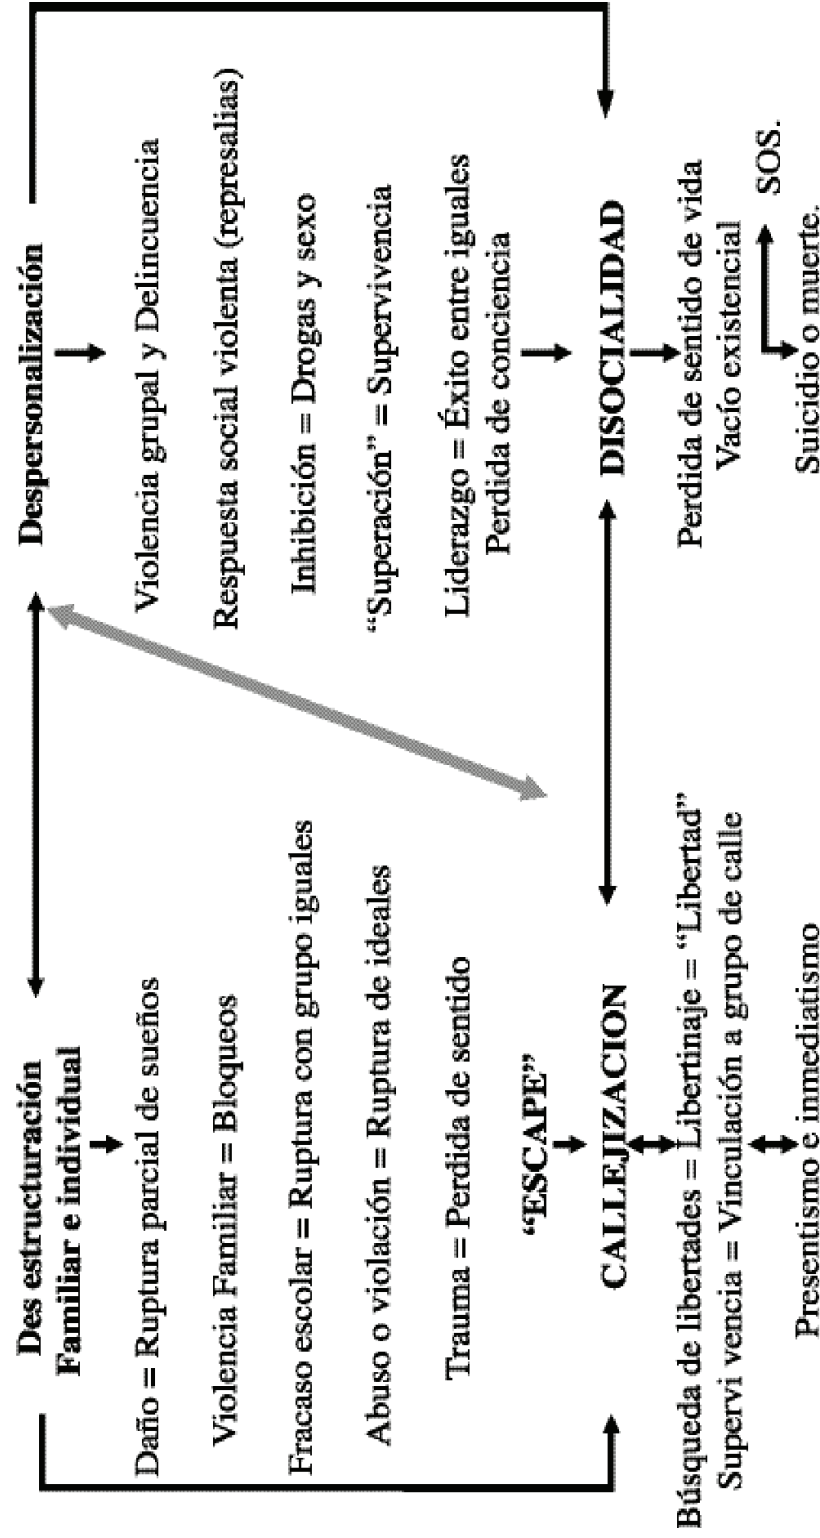 Des estructuración
Familiar e individual
Daño = Ruptura parcial de sueños
Violencia Familiar = Bloqueos
Fracaso escolar = Ruptura con grupo iguales
Abuso o violación = Ruptura de ideales
Trauma = Perdida de sentido
“ESCAPE”
CALLEJIZACION
Búsqueda de libertades = Libertinaje = “Libertad”
Supervi vencia = Vinculación a grupo de calle
Presentismo e inmediatismo
Despersonalización
Violencia grupal y Delincuencia
Respuesta social violenta (represalias)
Inhibición = Drogas y sexo
“Superación” = Supervivencia
Liderazgo = Éxito entre iguales
Perdida de conciencia
DISOCIALIDAD
Perdida de sentido de vida
Vacío existencial
SOS.
Suicidio o muerte.